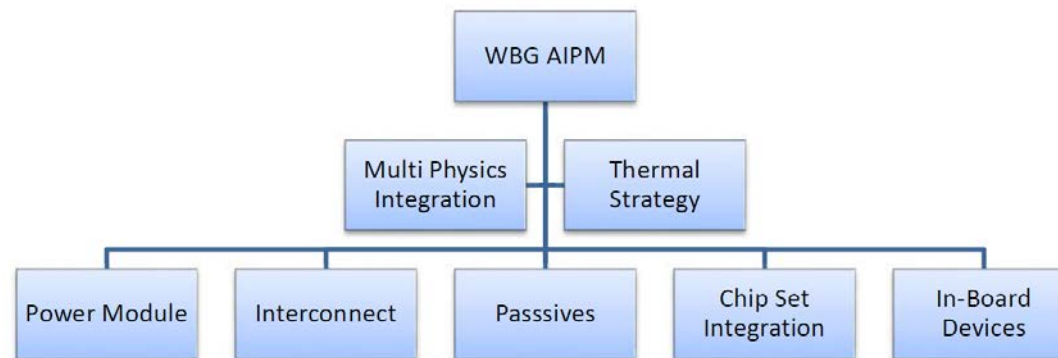 WBG AIPM
Multi Physics
Integration
Thermal
Strategy
Power Module
Interconnect
Passsives
Chip Set
Integration
In-Board
Devices